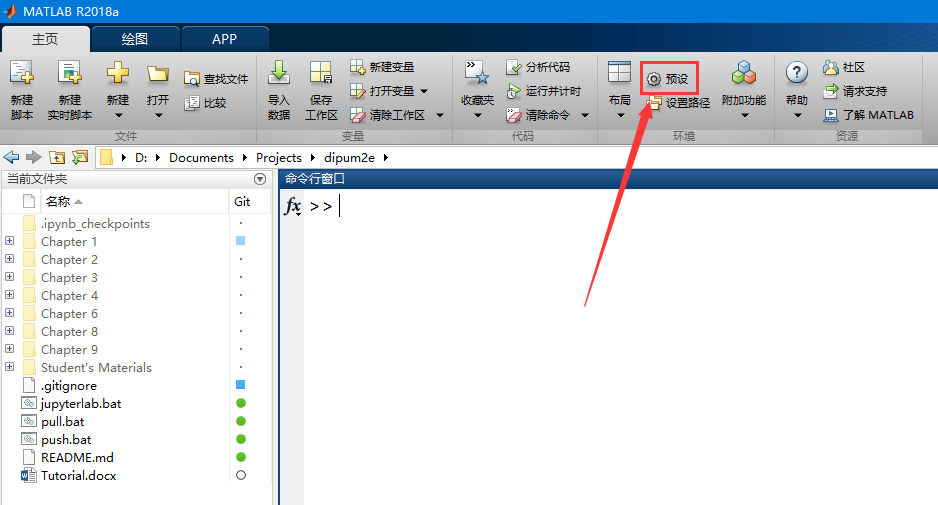 MATLAB R2018a
主页 绘图 APP
新建脚本
新建实时脚本
新建
打开
查找文件
比较
文件
导入数据
保存工作区
新建变量
打开变量
清除工作区
变量
收藏夹
分析代码
运行并计时
清除命令
代码
布局
预设
设置路径
附加功能
环境
帮助
社区
请求支持
了解 MATLAB
资源
D: Documents Projects dipum2e
当前文件夹
名称 Git
.ipynb_checkpoints
Chapter 1
Chapter 2
Chapter 3
Chapter 4
Chapter 6
Chapter 8
Chapter 9
Student's Materials
.gitignore
jupyterlab.bat
pull.bat
push.bat
README.md
Tutorial.docx
命令行窗口
fx >>